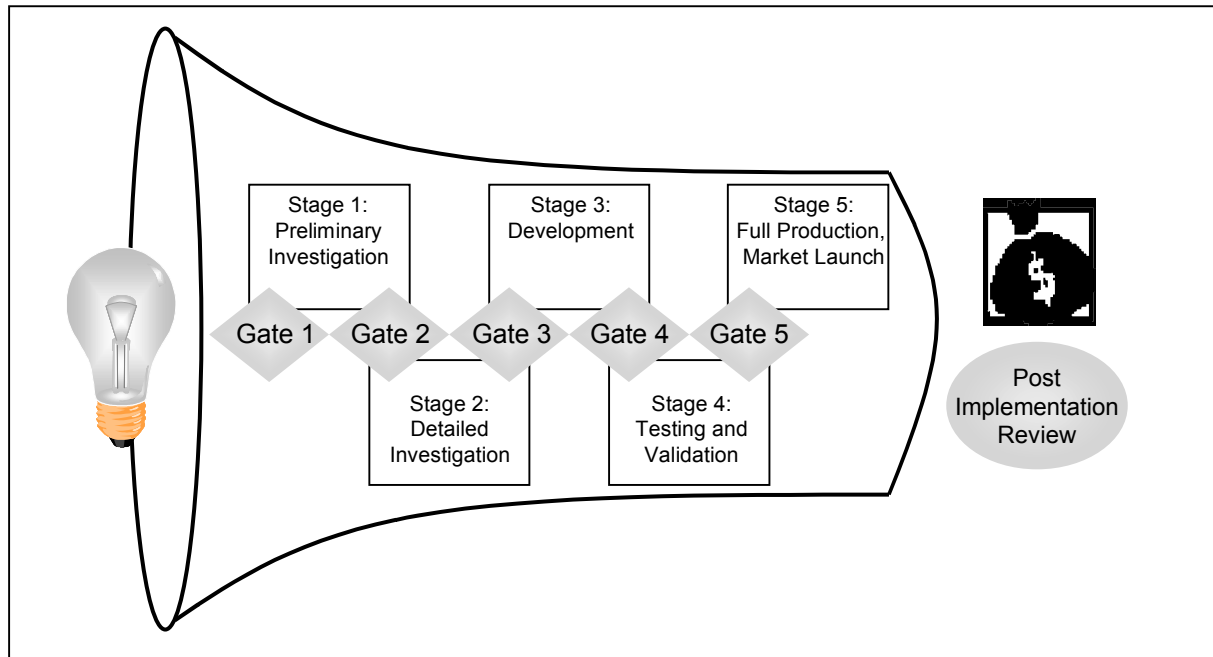 Stage 1:
Preliminary
Investigation
Stage 3:
Development
Stage 5:
Full Production,
Market Launch
Gate 1
Gate 2
Gate 3
Gate 4
Gate 5
Stage 2:
Detailed
Investigation
Stage 4:
Testing and
Validation
$
Post
Implementation
Review